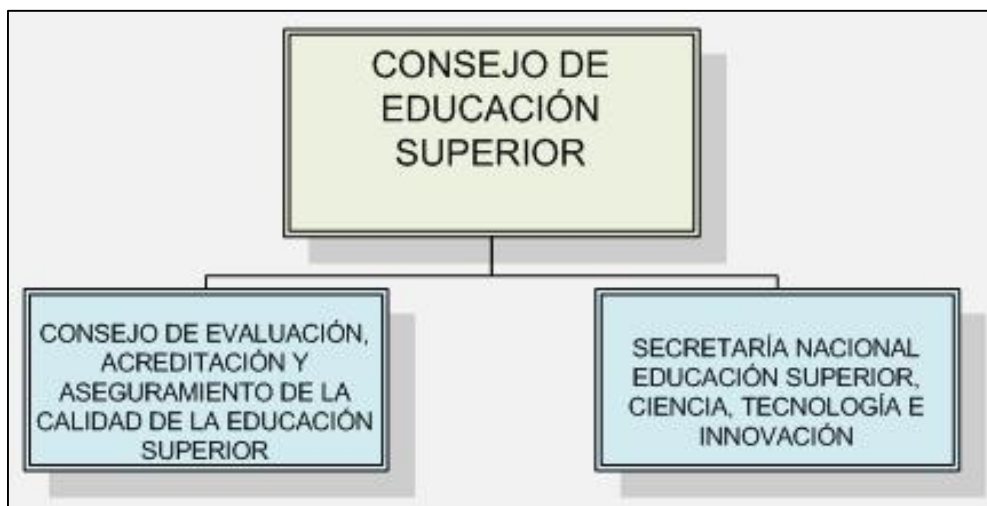 CONSEJO DE
EDUCACIÓN
SUPERIOR
CONSEJO DE EVALUACIÓN,
ACREDITACIÓN Y
ASEGURAMIENTO DE LA
CALIDAD DE LA EDUCACIÓN
SUPERIOR
SECRETARÍA NACIONAL
EDUCACIÓN SUPERIOR,
CIENCIA, TECNOLOGÍA E
INNOVACIÓN